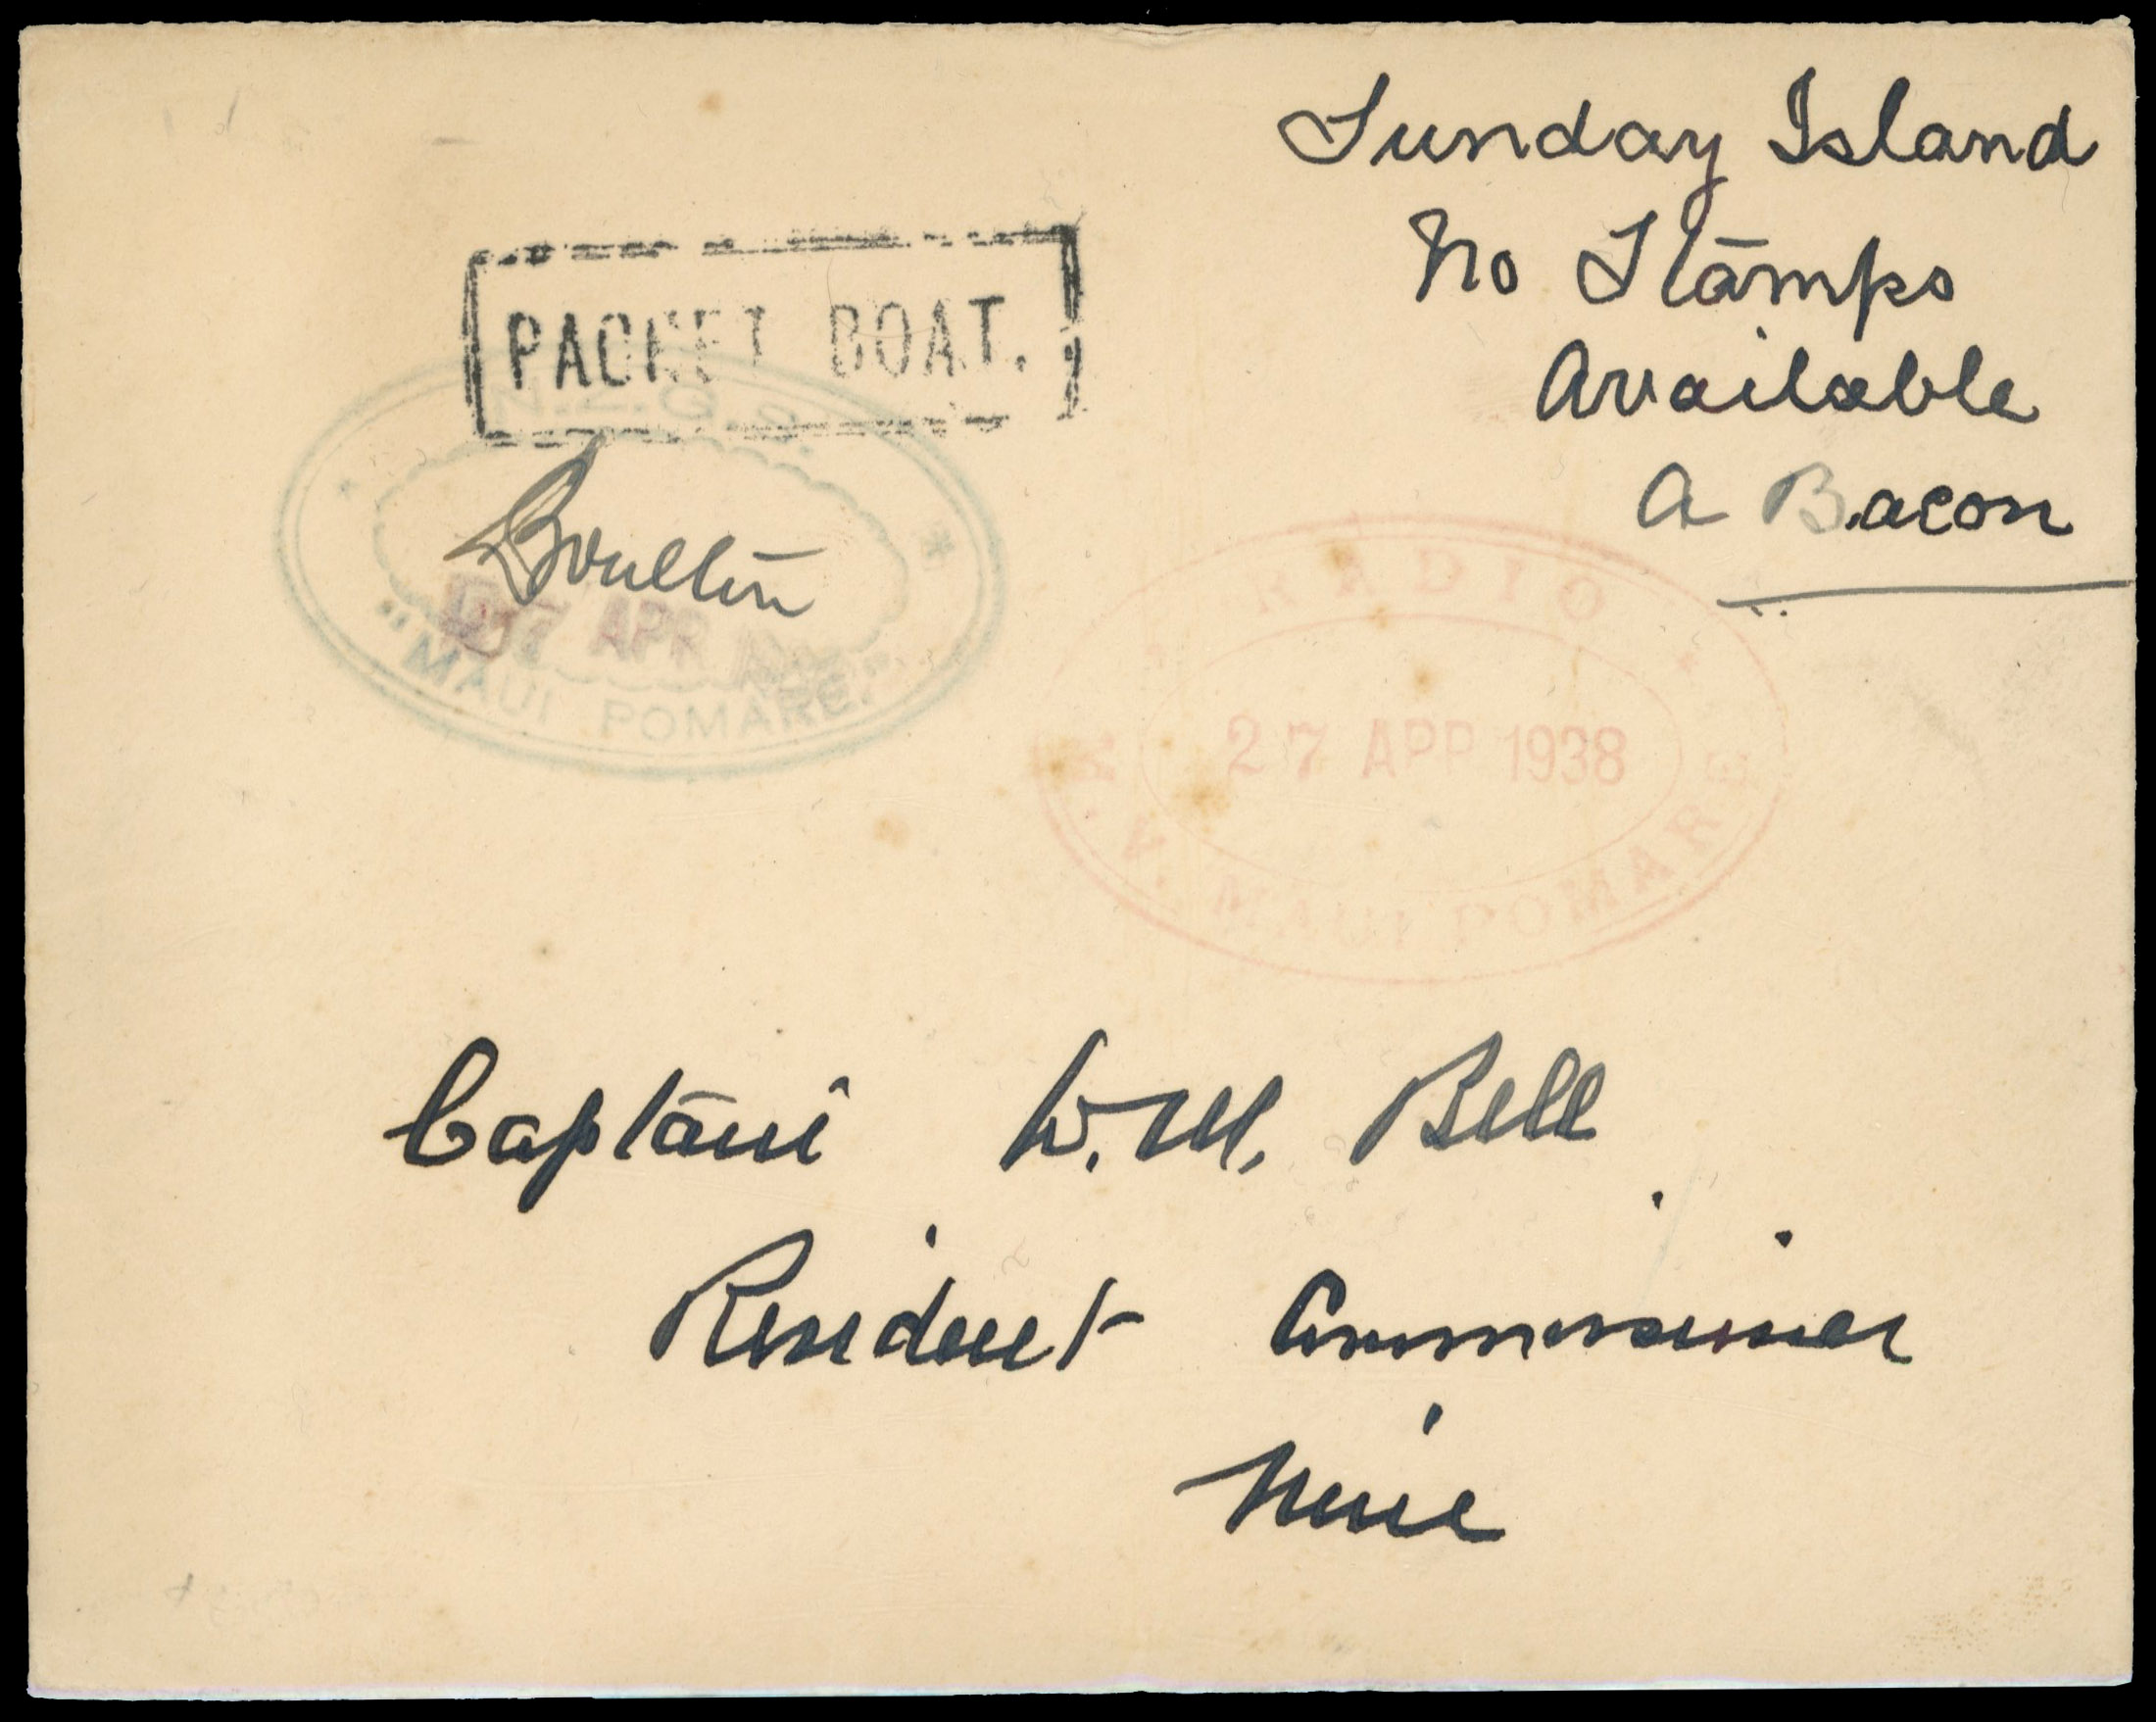 Sunday Island
No Stamps
Available
A Bacon
PACKET BOAT.
N.Z.G.S.
Boulton
27 APR
"MAUI POMARE."
RADIO
27 APR 1938
M.V. MAUI POMARE
Captain W.M. Bell
Resident Commissioner
Niue